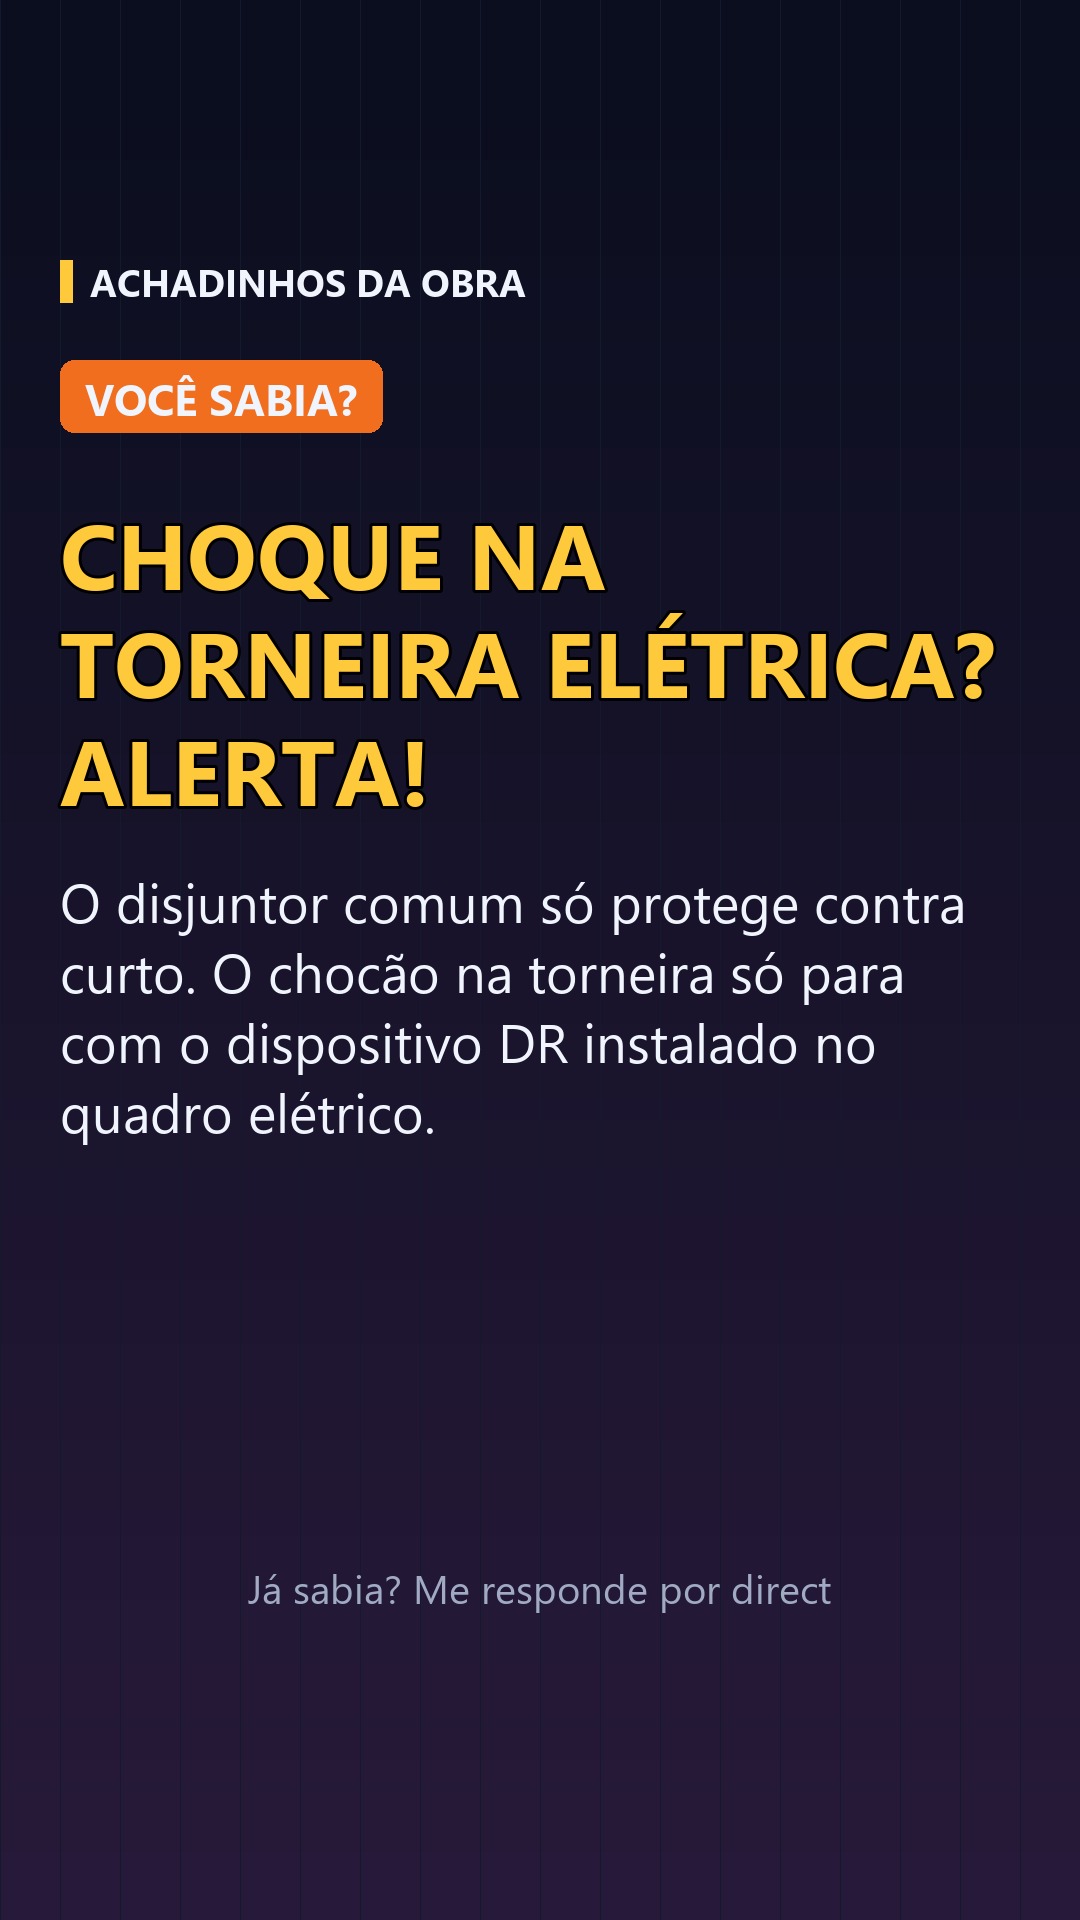 ACHADINHOS DA OBRA
VOCÊ SABIA?
CHOQUE NA
TORNEIRA ELÉTRICA?
ALERTA!
O disjuntor comum só protege contra
curto. O chocão na torneira só para
com o dispositivo DR instalado no
quadro elétrico.
Já sabia? Me responde por direct